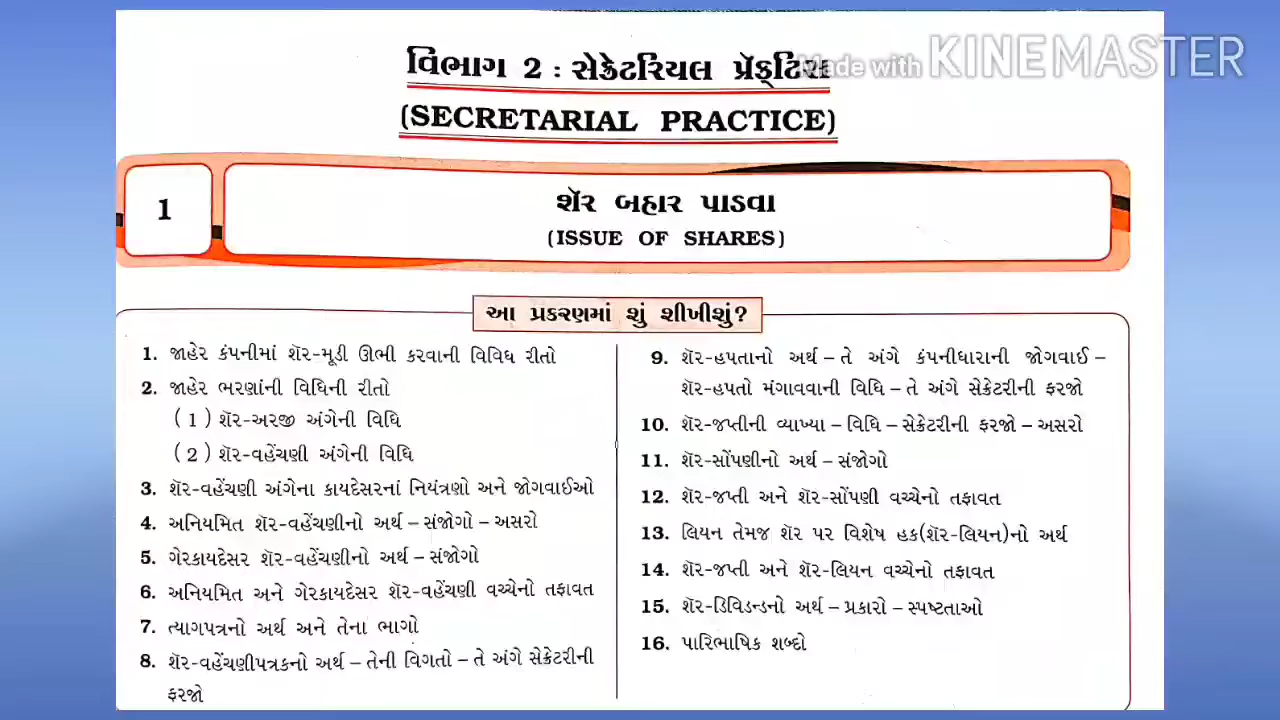 વિભાગ 2 : સેક્રેટરિયલ પ્રૅક્ટિસ
Made with KINEMASTER
(SECRETARIAL PRACTICE)
1
શૅર બહાર પાડવા
(ISSUE OF SHARES)
આ પ્રકરણમાં શું શીખીશું?
1. જાહેર કંપનીમાં શૅર-મૂડી ઊભી કરવાની વિવિધ રીતો
2. જાહેર ભરણાંની વિધિની રીતો
(1) શૅર-અરજી અંગેની વિધિ
(2) શૅર-વહેંચણી અંગેની વિધિ
3. શૅર-વહેંચણી અંગેના કાયદેસરનાં નિયંત્રણો અને જોગવાઈઓ
4. અનિયમિત શૅર-વહેંચણીનો અર્થ – સંજોગો – અસરો
5. ગેરકાયદેસર શૅર-વહેંચણીનો અર્થ – સંજોગો
6. અનિયમિત અને ગેરકાયદેસર શૅર-વહેંચણી વચ્ચેનો તફાવત
7. ત્યાગપત્રનો અર્થ અને તેના ભાગો
8. શૅર-વહેંચણીપત્રકનો અર્થ – તેની વિગતો – તે અંગે સેક્રેટરીની
ફરજો
9. શૅર-હપતાનો અર્થ – તે અંગે કંપનીધારાની જોગવાઈ –
શૅર-હપતો મંગાવવાની વિધિ – તે અંગે સેક્રેટરીની ફરજો
10. શૅર-જપ્તીની વ્યાખ્યા – વિધિ – સેક્રેટરીની ફરજો – અસરો
11. શૅર-સોંપણીનો અર્થ – સંજોગો
12. શૅર-જપ્તી અને શૅર-સોંપણી વચ્ચેનો તફાવત
13. લિયન તેમજ શૅર પર વિશેષ હક(શૅર-લિયન)નો અર્થ
14. શૅર-જપ્તી અને શૅર-લિયન વચ્ચેનો તફાવત
15. શૅર-ડિવિડન્ડનો અર્થ – પ્રકારો – સ્પષ્ટતાઓ
16. પારિભાષિક શબ્દો